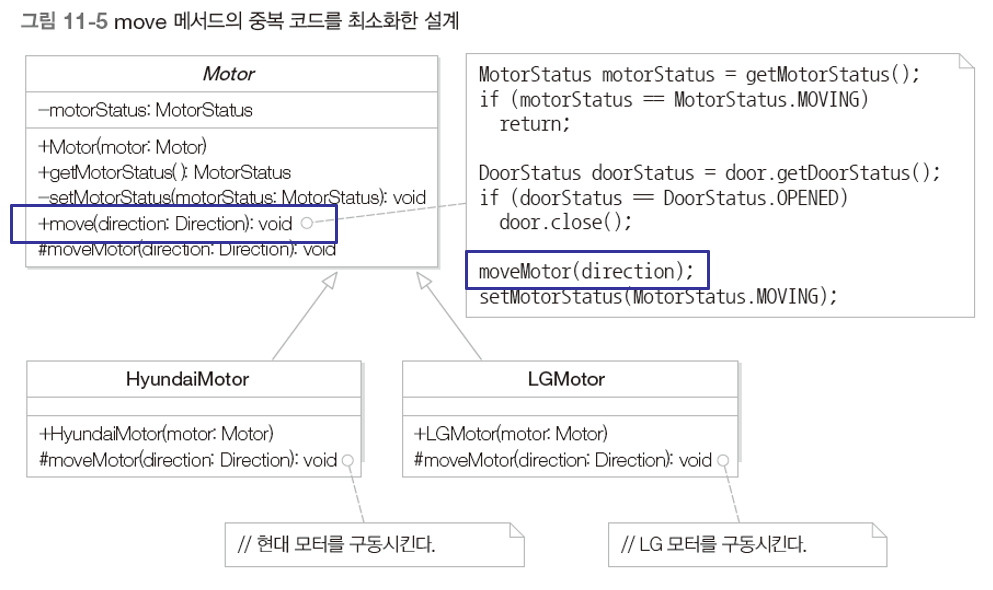 그림 11-5 move 메서드의 중복 코드를 최소화한 설계
Motor
-motorStatus: MotorStatus
+Motor(motor: Motor)
+getMotorStatus( ): MotorStatus
-setMotorStatus(motorStatus: MotorStatus): void
+move(direction: Direction): void
#moveMotor(direction: Direction): void
MotorStatus motorStatus = getMotorStatus();
if (motorStatus == MotorStatus.MOVING)
return;
DoorStatus doorStatus = door.getDoorStatus();
if (doorStatus == DoorStatus.OPENED)
door.close();
moveMotor(direction);
setMotorStatus(MotorStatus.MOVING);
HyundaiMotor
+HyundaiMotor(motor: Motor)
#moveMotor(direction: Direction): void
// 현대 모터를 구동시킨다.
LGMotor
+LGMotor(motor: Motor)
#moveMotor(direction: Direction): void
// LG 모터를 구동시킨다.